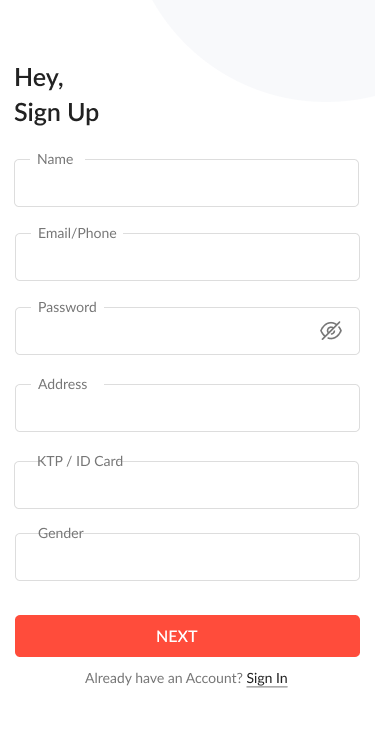 Hey,
Sign Up
Name
Email/Phone
Password
Address
KTP / ID Card
Gender
NEXT
Already have an Account? Sign In